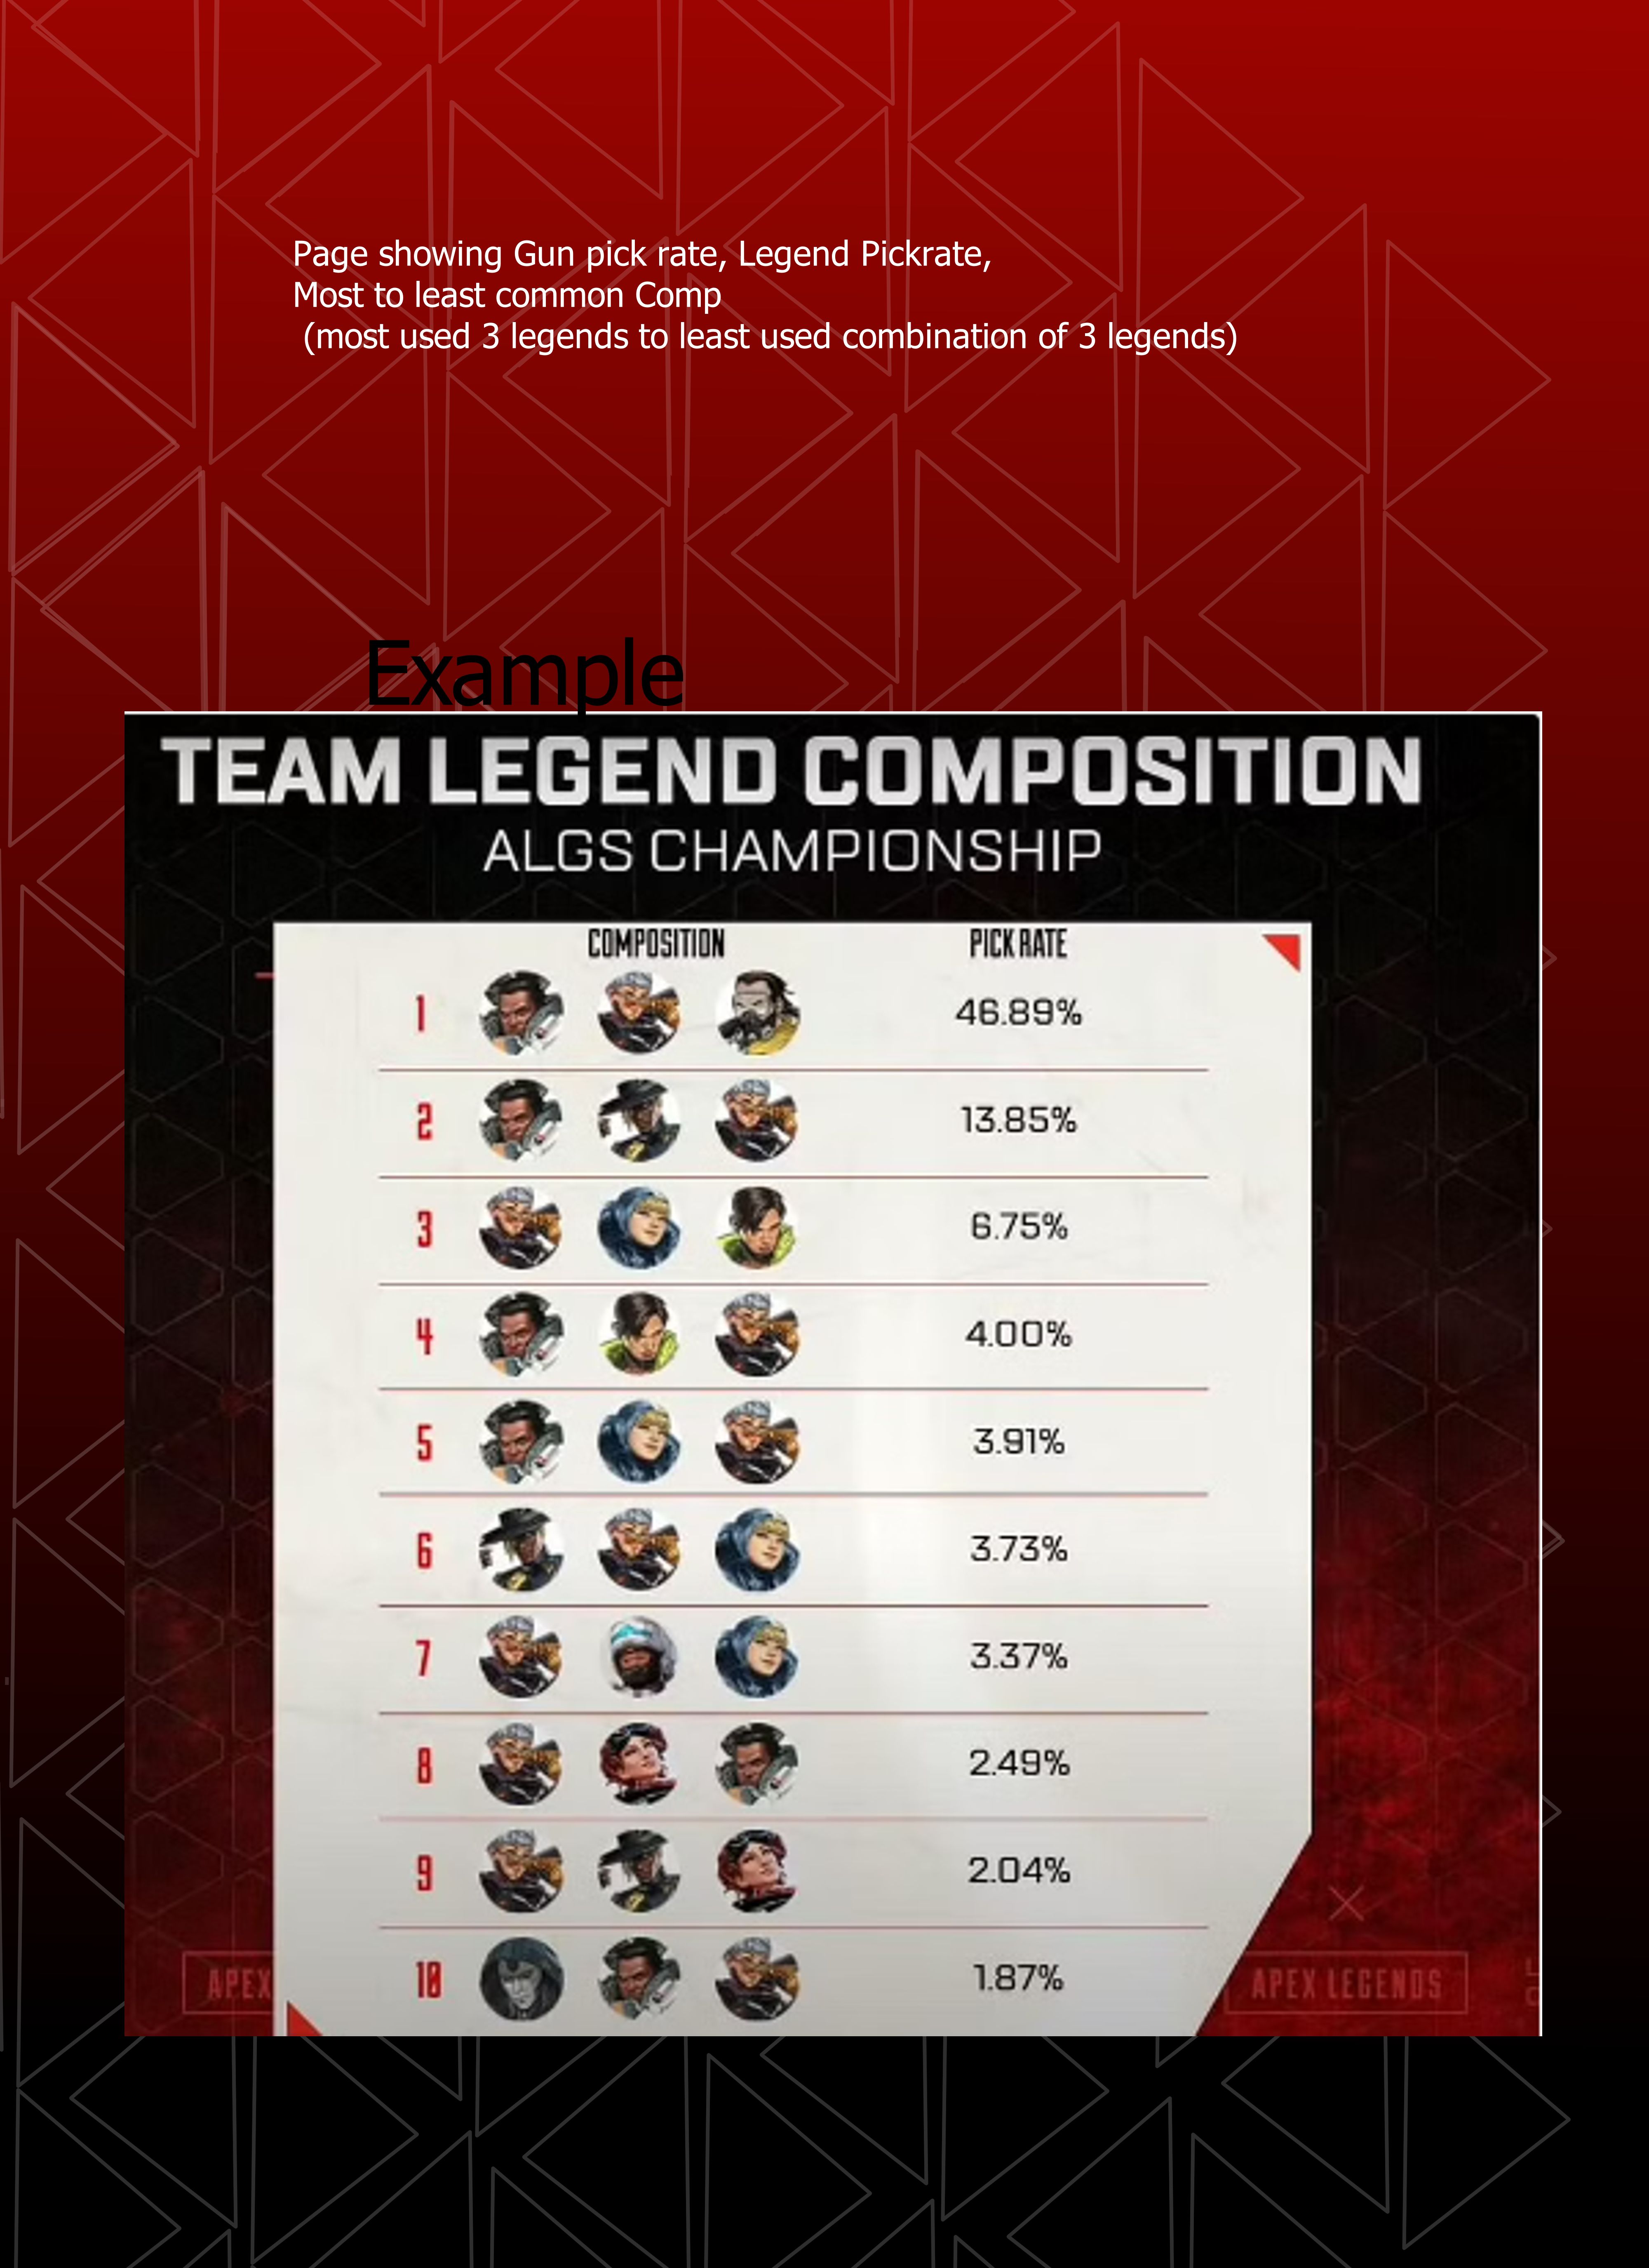 Page showing Gun pick rate, Legend Pickrate,
Most to least common Comp
(most used 3 legends to least used combination of 3 legends)
Example
TEAM LEGEND COMPOSITION
ALGS CHAMPIONSHIP
COMPOSITION PICK RATE
1 46.89%
2 13.85%
3 6.75%
4 4.00%
5 3.91%
6 3.73%
7 3.37%
8 2.49%
9 2.04%
10 1.87%
APEX
APEX LEGENDS